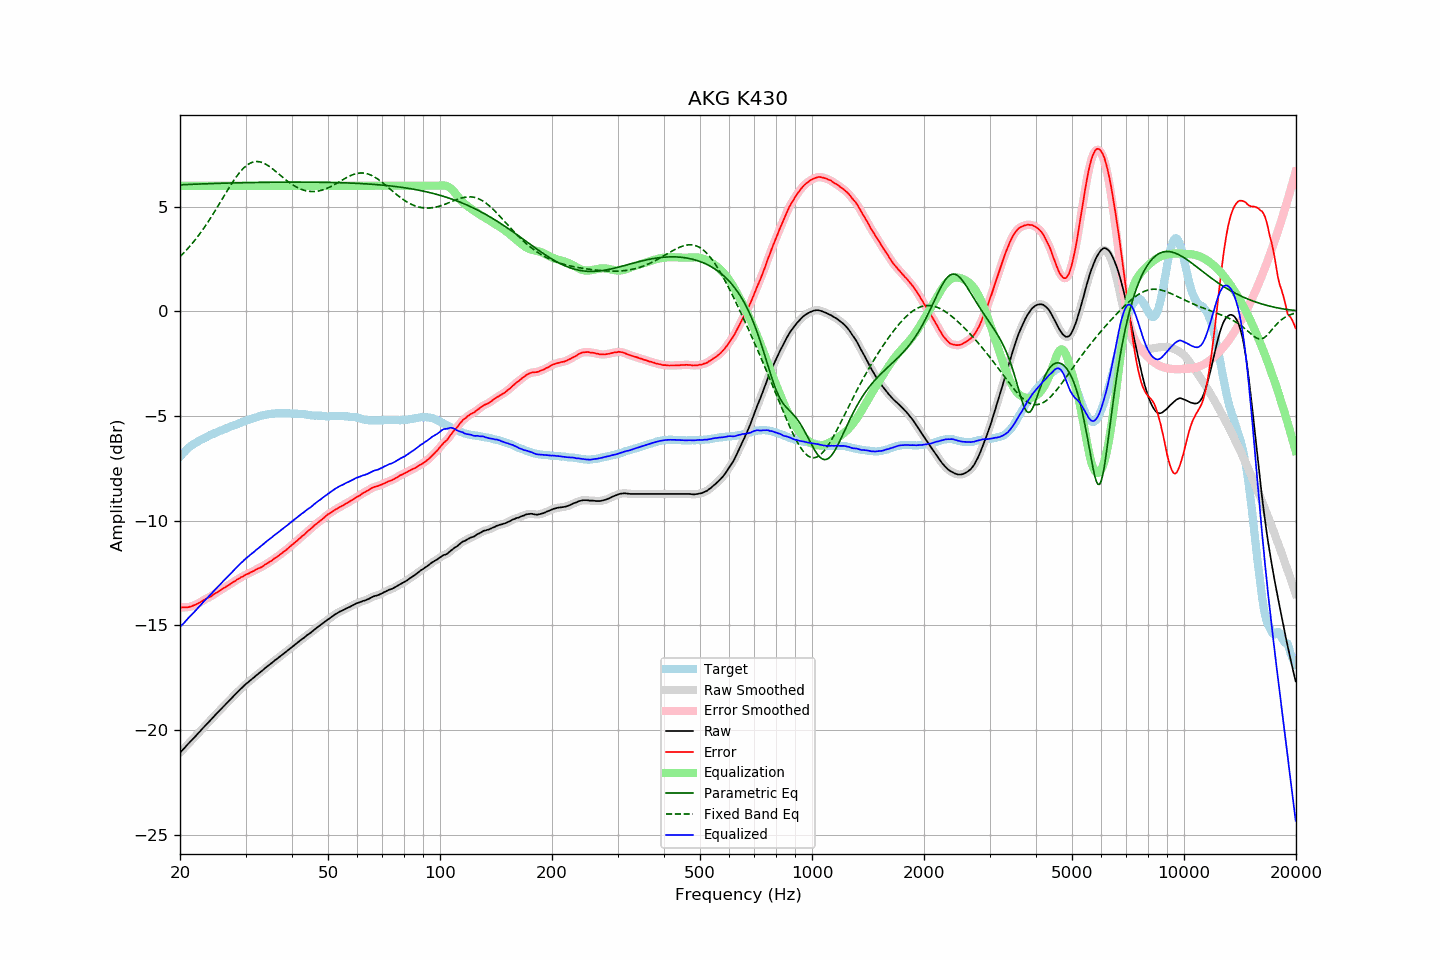 AKG K430
Amplitude (dBr)
5
0
−5
−10
−15
−20
−25
Target
Raw Smoothed
Error Smoothed
Raw
Error
Equalization
Parametric Eq
Fixed Band Eq
Equalized
20 50 100 200 500 1000 2000 5000 10000 20000
Frequency (Hz)